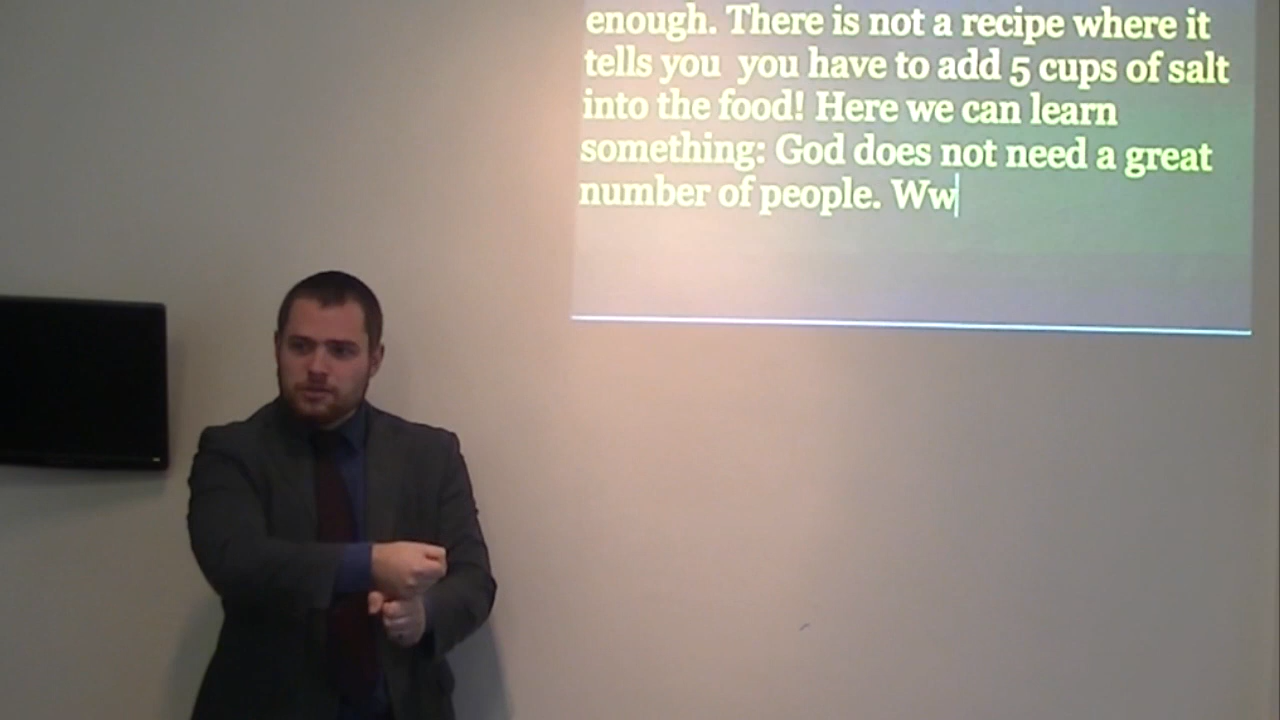 enough. There is not a recipe where it
tells you  you have to add 5 cups of salt
into the food! Here we can learn
something: God does not need a great
number of people. Ww